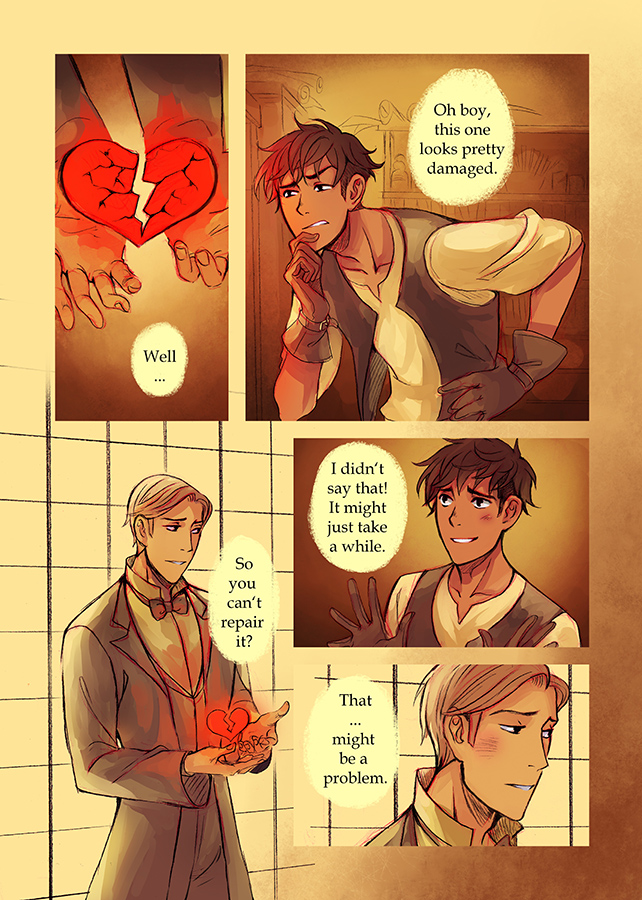 Well
...
Oh boy,
this one
looks pretty
damaged.
So
you
can't
repair
it?
I didn't
say that!
It might
just take
a while.
That
...
might
be a
problem.